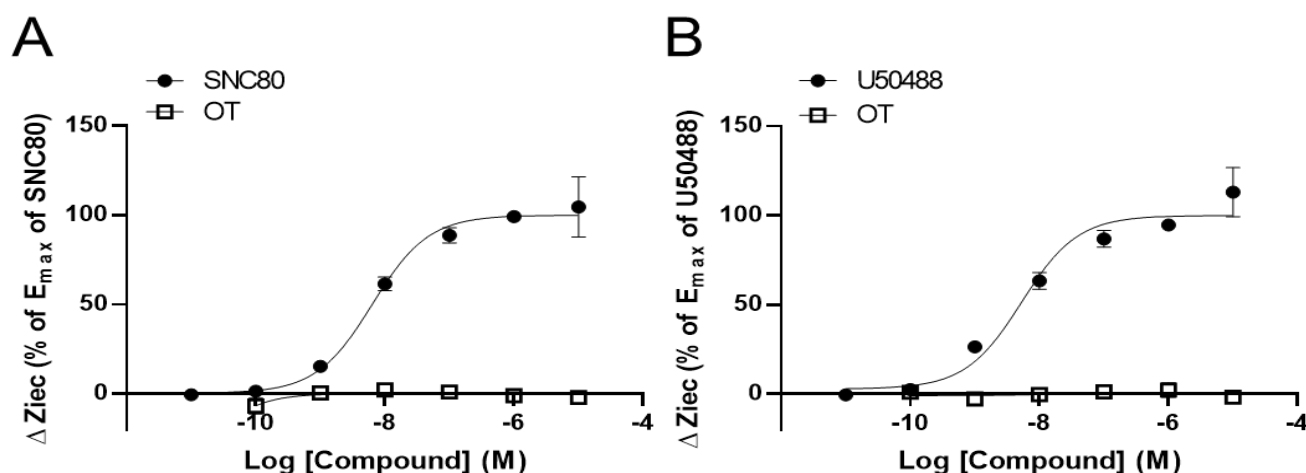 A
B
SNC80
OT
U50488
OT
Δ Ziec (% of Emax of SNC80)
150
100
50
0
-10
-8
-6
-4
Log [Compound] (M)
Δ Ziec (% of Emax of U50488)
150
100
50
0
-10
-8
-6
-4
Log [Compound] (M)